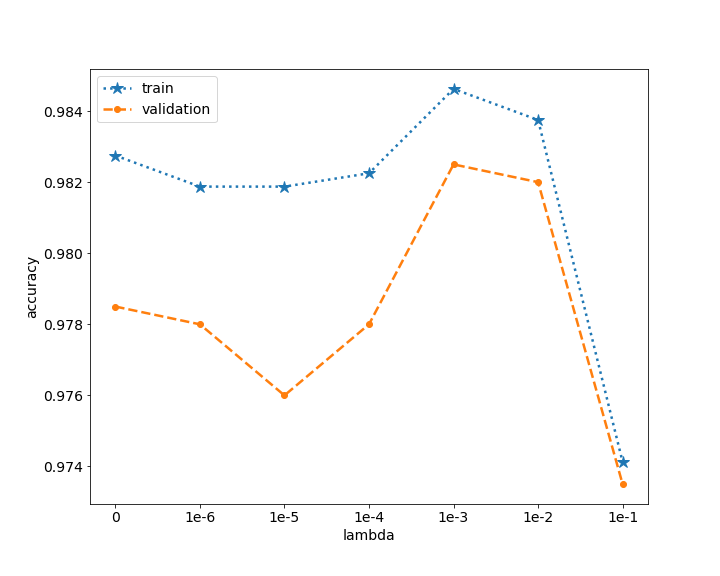 train
validation
0.984
0.982
0.980
0.978
0.976
0.974
accuracy
0 1e-6 1e-5 1e-4 1e-3 1e-2 1e-1
lambda